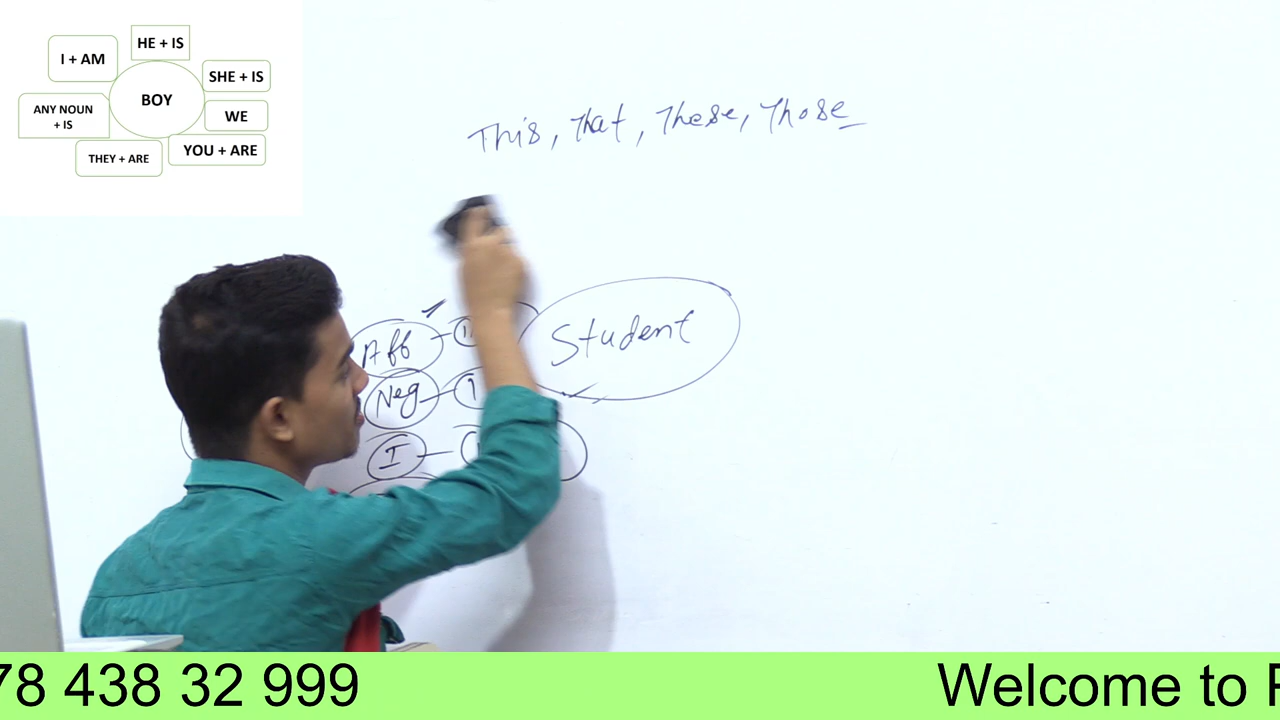 HE + IS
I + AM
SHE + IS
BOY
ANY NOUN
+ IS
WE
YOU + ARE
THEY + ARE
This, That, These, Those
Aff
Student
Neg
I
78 438 32 999
Welcome to